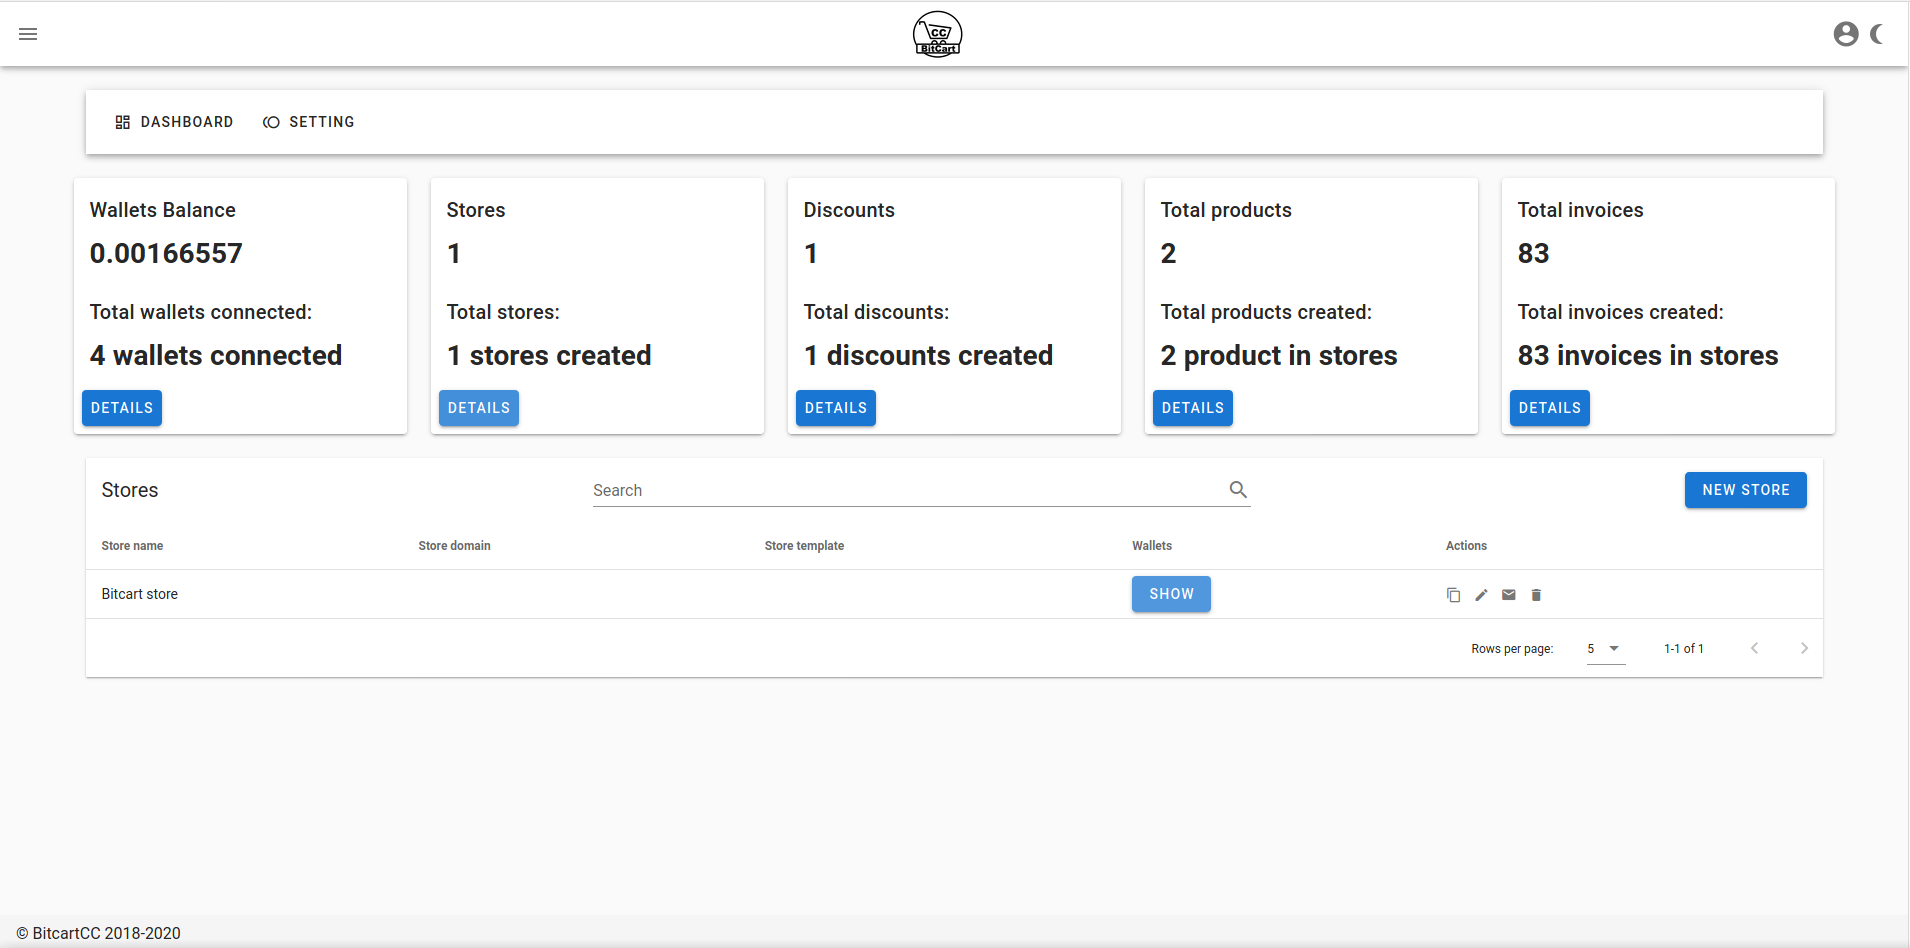 CC
BitCart
DASHBOARD SETTING
Wallets Balance
0.00166557
Total wallets connected:
4 wallets connected
DETAILS
Stores
1
Total stores:
1 stores created
DETAILS
Discounts
1
Total discounts:
1 discounts created
DETAILS
Total products
2
Total products created:
2 product in stores
DETAILS
Total invoices
83
Total invoices created:
83 invoices in stores
DETAILS
Stores Search NEW STORE
Store name Store domain Store template Wallets Actions
Bitcart store SHOW
Rows per page: 5 1-1 of 1
© BitcartCC 2018-2020